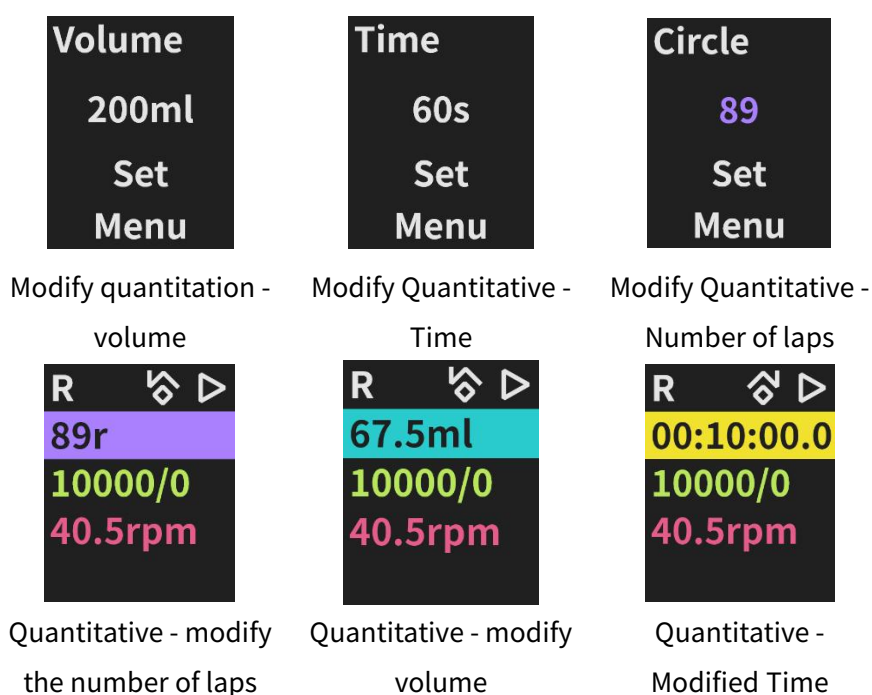 Volume
200ml
Set
Menu
Time
60s
Set
Menu
Circle
89
Set
Menu
Modify quantitation -
volume
Modify Quantitative -
Time
Modify Quantitative -
Number of laps
R
89r
10000/0
40.5rpm
R
67.5ml
10000/0
40.5rpm
R
00:10:00.0
10000/0
40.5rpm
Quantitative - modify
the number of laps
Quantitative - modify
volume
Quantitative -
Modified Time